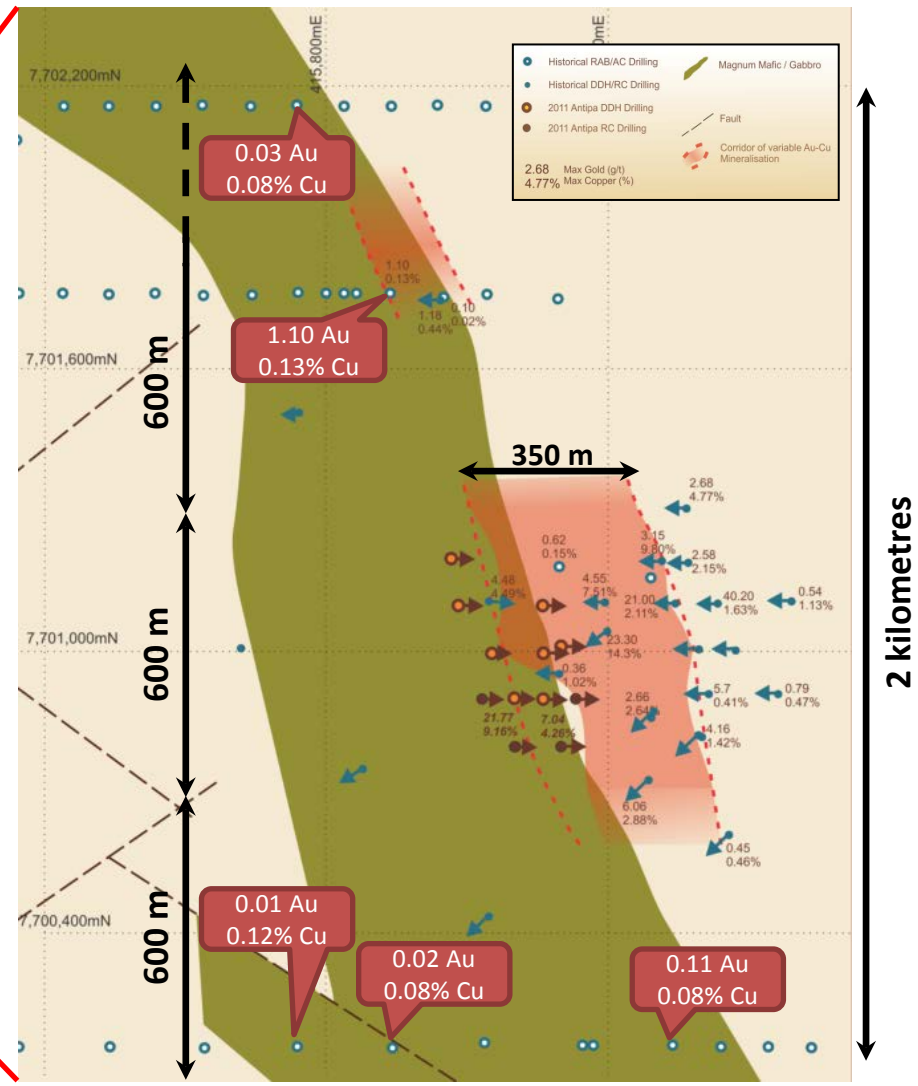 7,702,200mN
415,800mE
mE
Historical RAB/AC Drilling
Historical DDH/RC Drilling
2011 Antipa DDH Drilling
2011 Antipa RC Drilling
2.68 Max Gold (g/t)
4.77% Max Copper (%)
Magnum Mafic / Gabbro
Fault
Corridor of variable Au-Cu
Mineralisation
0.03 Au
0.08% Cu
1.10
0.13%
1.18
0.44%
0.10
0.02%
1.10 Au
0.13% Cu
7,701,600mN
600 m
350 m
2 kilometres
2.68
4.77%
0.62
0.15%
3.15
9.80%
2.58
2.15%
4.48
4.49%
4.55
7.51%
21.00
2.11%
40.20
1.63%
0.54
1.13%
7,701,000mN
600 m
23.30
14.3%
0.36
1.02%
21.77
9.16%
7.04
4.26%
2.66
2.64%
5.7
0.41%
0.79
0.47%
4.16
1.42%
6.06
2.88%
0.45
0.46%
7,700,400mN
600 m
0.01 Au
0.12% Cu
0.02 Au
0.08% Cu
0.11 Au
0.08% Cu